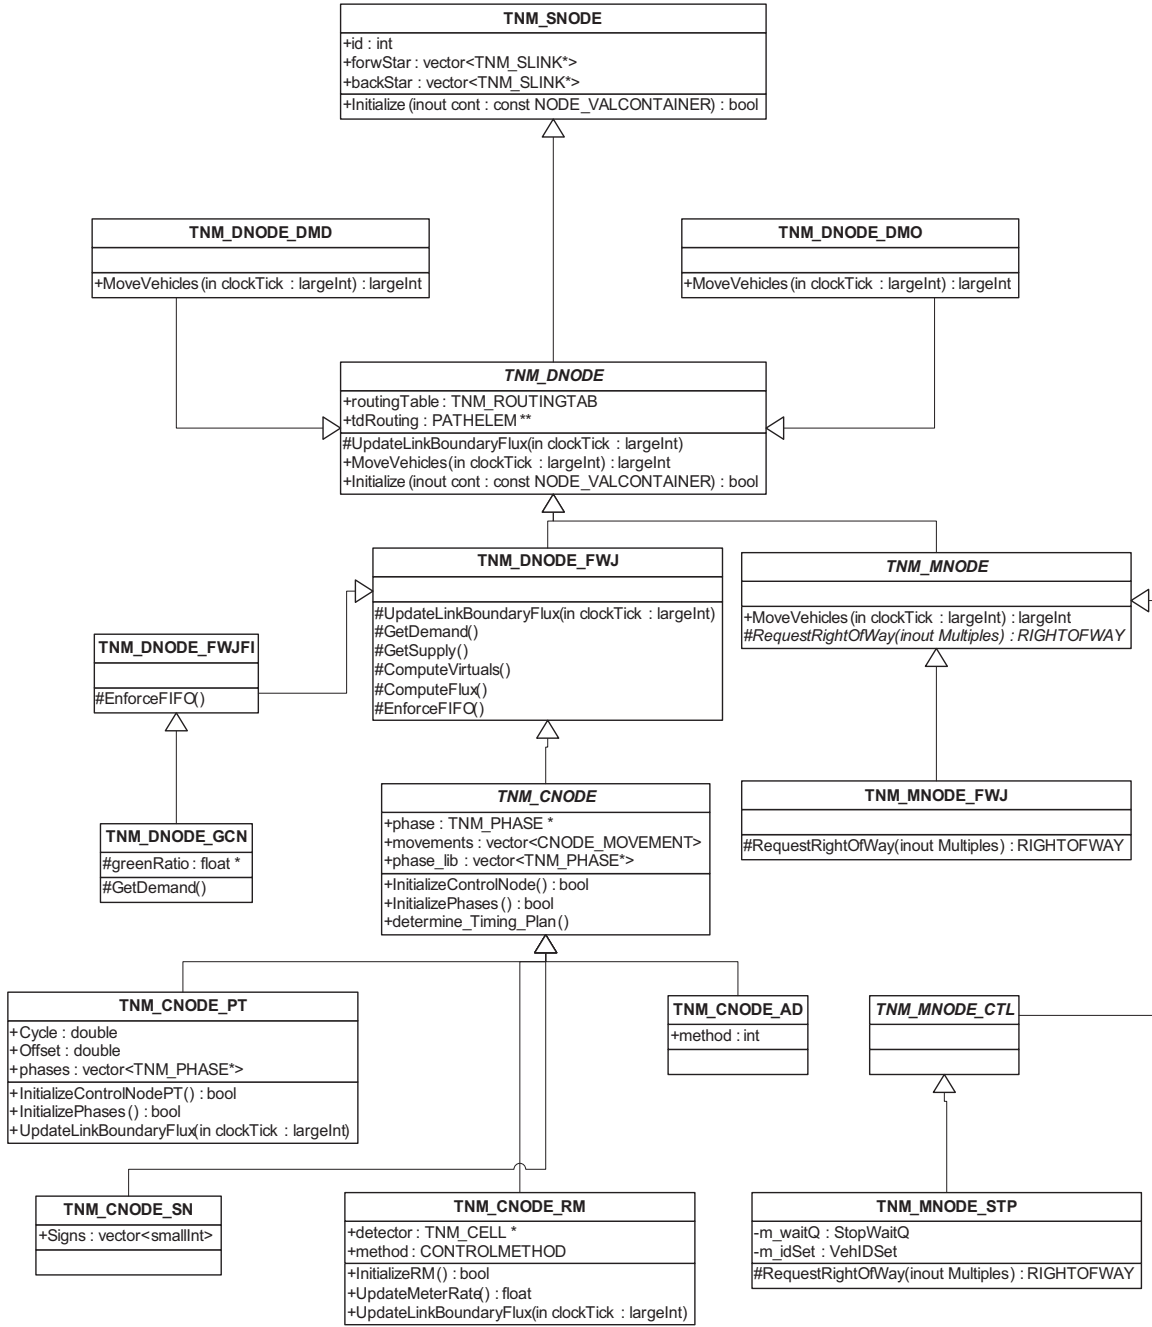 TNM_SNODE
+id : int
+forwStar : vector<TNM_SLINK*>
+backStar : vector<TNM_SLINK*>
+Initialize (inout cont : const NODE_VALCONTAINER) : bool
TNM_DNODE_DMD
+MoveVehicles (in clockTick : largeInt) : largeInt
TNM_DNODE_DMO
+MoveVehicles (in clockTick : largeInt) : largeInt
TNM_DNODE
+routingTable : TNM_ROUTINGTAB
+tdRouting : PATHELEM **
#UpdateLinkBoundaryFlux(in clockTick : largeInt)
+MoveVehicles (in clockTick : largeInt) : largeInt
+Initialize (inout cont : const NODE_VALCONTAINER) : bool
TNM_DNODE_FWJ
#UpdateLinkBoundaryFlux(in clockTick : largeInt)
#GetDemand()
#GetSupply()
#ComputeVirtuals()
#ComputeFlux()
#EnforceFIFO()
TNM_MNODE
+MoveVehicles (in clockTick : largeInt) : largeInt
#RequestRightOfWay(inout Multiples) : RIGHTOFWAY
TNM_DNODE_FWJFI
#EnforceFIFO()
TNM_CNODE
+phase : TNM_PHASE *
+movements : vector<CNODE_MOVEMENT>
+phase_lib : vector<TNM_PHASE*>
+InitializeControlNode() : bool
+InitializePhases() : bool
+determine_Timing_Plan()
TNM_MNODE_FWJ
#RequestRightOfWay(inout Multiples) : RIGHTOFWAY
TNM_DNODE_GCN
#greenRatio : float *
#GetDemand()
TNM_CNODE_PT
+Cycle : double
+Offset : double
+phases : vector<TNM_PHASE*>
+InitializeControlNodePT() : bool
+InitializePhases() : bool
+UpdateLinkBoundaryFlux(in clockTick : largeInt)
TNM_CNODE_AD
+method : int
TNM_MNODE_CTL
TNM_CNODE_SN
+Signs : vector<smallInt>
TNM_CNODE_RM
+detector : TNM_CELL *
+method : CONTROLMETHOD
+InitializeRM() : bool
+UpdateMeterRate() : float
+UpdateLinkBoundaryFlux(in clockTick : largeInt)
TNM_MNODE_STP
-m_waitQ : StopWaitQ
-m_idSet : VehIDSet
#RequestRightOfWay(inout Multiples) : RIGHTOFWAY